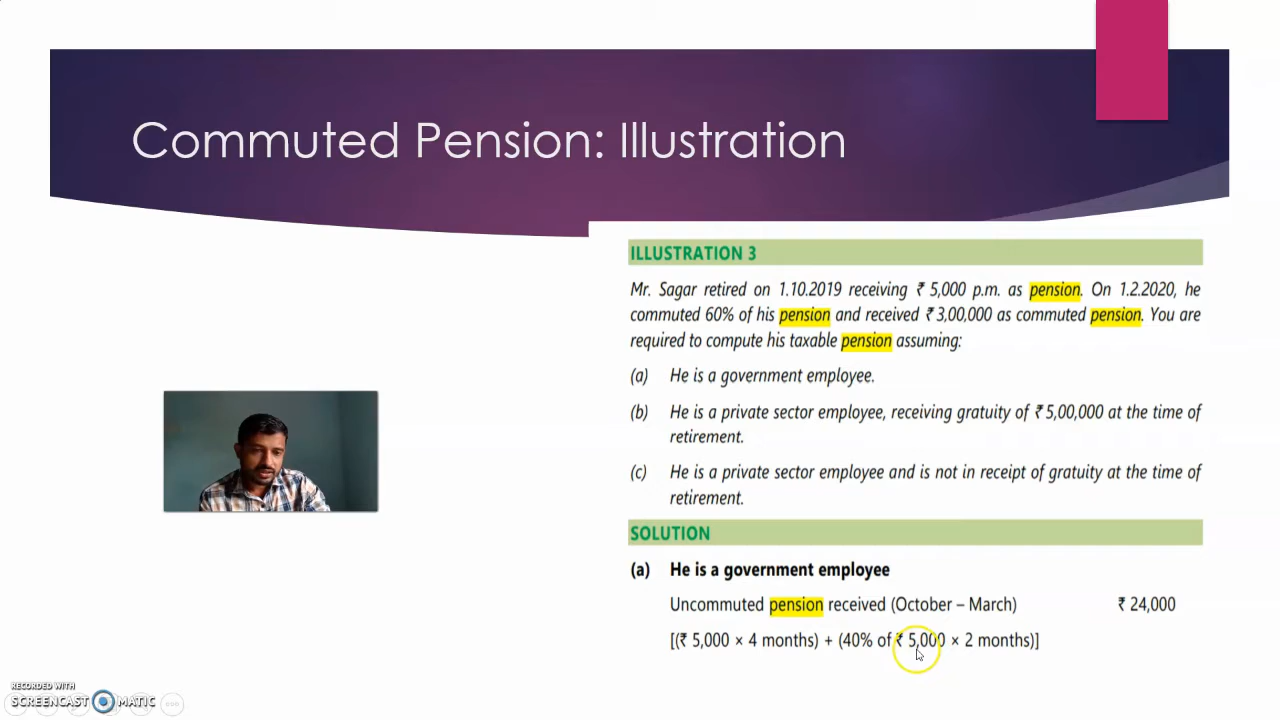 Commuted Pension: Illustration
ILLUSTRATION 3
Mr. Sagar retired on 1.10.2019 receiving ₹ 5,000 p.m. as pension. On 1.2.2020, he
commuted 60% of his pension and received ₹ 3,00,000 as commuted pension. You are
required to compute his taxable pension assuming:
(a) He is a government employee.
(b) He is a private sector employee, receiving gratuity of ₹ 5,00,000 at the time of
retirement.
(c) He is a private sector employee and is not in receipt of gratuity at the time of
retirement.
SOLUTION
(a) He is a government employee
Uncommuted pension received (October – March) ₹ 24,000
[(₹ 5,000 × 4 months) + (40% of ₹ 5,000 × 2 months)]
RECORDED WITH
SCREENCAST MATIC